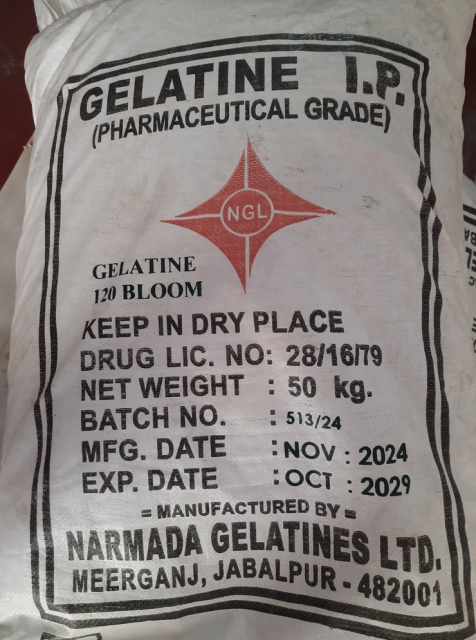 GELATINE I.P.
(PHARMACEUTICAL GRADE)
NGL
GELATINE
120 BLOOM
KEEP IN DRY PLACE
DRUG LIC. NO: 28/16/79
NET WEIGHT : 50 kg.
BATCH NO. : 513/24
MFG. DATE : NOV : 2024
EXP. DATE : OCT : 2029
= MANUFACTURED BY =
NARMADA GELATINES LTD.
MEERGANJ, JABALPUR - 482001